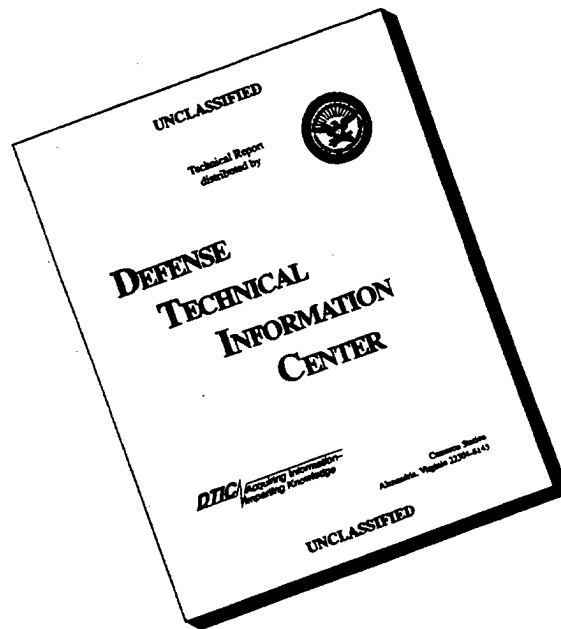 UNCLASSIFIED
Technical Report
distributed by
DEFENSE
TECHNICAL
INFORMATION
CENTER
DTIC Acquiring Information–
Imparting Knowledge
Cameron Station
Alexandria, Virginia 22304-6145
UNCLASSIFIED